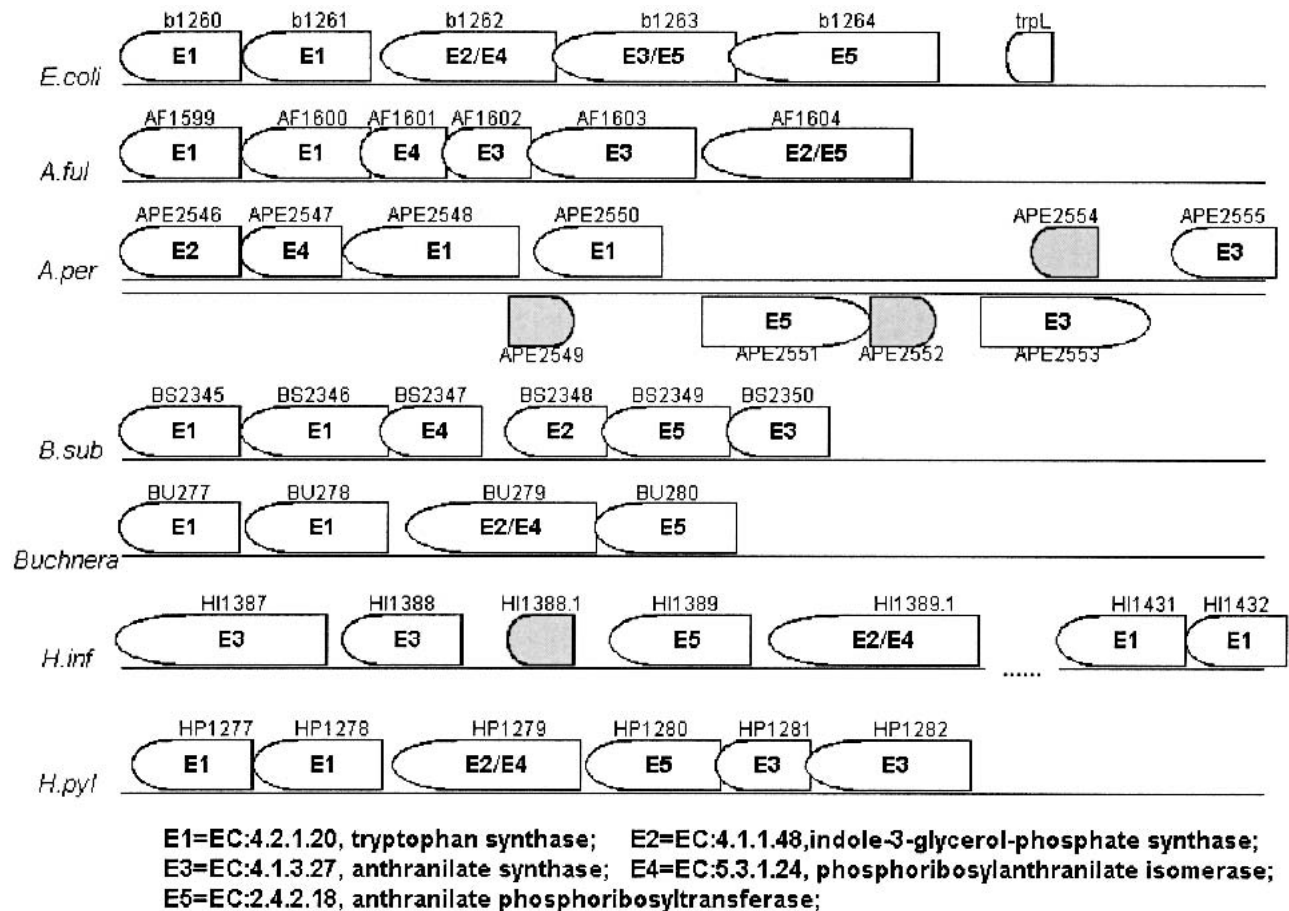 b1260 b1261 b1262 b1263 b1264 trpL
E.coli E1 E1 E2/E4 E3/E5 E5
AF1599 AF1600 AF1601 AF1602 AF1603 AF1604
A.ful E1 E1 E4 E3 E3 E2/E5
APE2546 APE2547 APE2548 APE2550 APE2554 APE2555
A.per E2 E4 E1 E1 E3
E5 E3
APE2549 APE2551 APE2552 APE2553
BS2345 BS2346 BS2347 BS2348 BS2349 BS2350
B.sub E1 E1 E4 E2 E5 E3
BU277 BU278 BU279 BU280
Buchnera E1 E1 E2/E4 E5
HI1387 HI1388 HI1388.1 HI1389 HI1389.1 HI1431 HI1432
H.inf E3 E3 E5 E2/E4 ...... E1 E1
HP1277 HP1278 HP1279 HP1280 HP1281 HP1282
H.pyl E1 E1 E2/E4 E5 E3 E3
E1=EC:4.2.1.20, tryptophan synthase; E2=EC:4.1.1.48,indole-3-glycerol-phosphate synthase;
E3=EC:4.1.3.27, anthranilate synthase; E4=EC:5.3.1.24, phosphoribosylanthranilate isomerase;
E5=EC:2.4.2.18, anthranilate phosphoribosyltransferase;